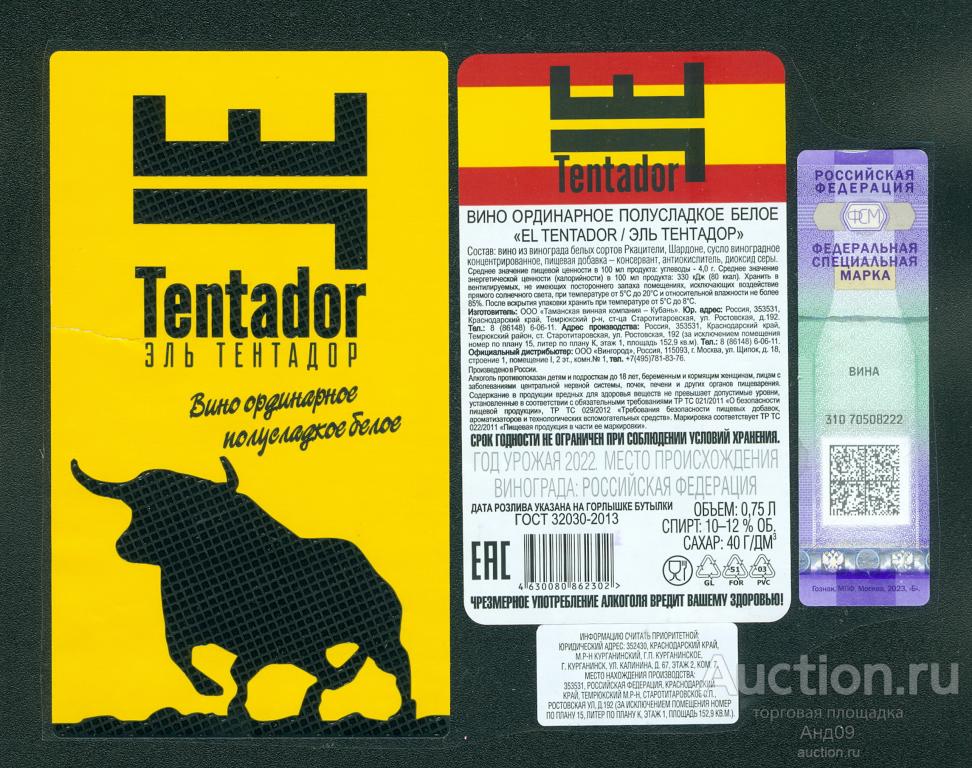 EL
Tentador
ЭЛЬ ТЕНТАДОР
Вино ординарное
полусладкое белое
EL
Tentador
ВИНО ОРДИНАРНОЕ ПОЛУСЛАДКОЕ БЕЛОЕ
«EL TENTADOR / ЭЛЬ ТЕНТАДОР»
Состав: вино из винограда белых сортов Ркацители, Шардоне, сусло виноградное
концентрированное, пищевая добавка – консервант, антиокислитель, диоксид серы.
Среднее значение пищевой ценности в 100 мл продукта: углеводы - 4,0 г. Среднее значение
энергетической ценности (калорийности) в 100 мл продукта: 330 кДж (80 ккал). Хранить в
вентилируемых, не имеющих постороннего запаха помещениях, исключающих воздействие
прямого солнечного света, при температуре от 5°С до 20°С и относительной влажности не более
85%. После вскрытия упаковки хранить при температуре от 5°С до 8°С.
Изготовитель: ООО «Таманская винная компания – Кубань». Юр. адрес: Россия, 353531,
Краснодарский край, Темрюкский р-н, ст-ца Старотитаровская, ул. Ростовская, д.192.
Тел.: 8 (86148) 6-06-11. Адрес производства: Россия, 353531, Краснодарский край,
Темрюкский район, ст. Старотитаровская, ул. Ростовская, 192 (за исключением помещения
номер по плану 15, литер по плану К, этаж 1, площадь 152,9 кв.м.). Тел.: 8 (86148) 6-06-11.
Официальный дистрибьютер: ООО «Вингород», Россия, 115093, г. Москва, ул. Щипок, д. 18,
строение 1, помещение I, 2 эт., комн.№ 1, тел. +7(495)781-83-76.
Произведено в России.
Алкоголь противопоказан детям и подросткам до 18 лет, беременным и кормящим женщинам, лицам с
заболеваниями центральной нервной системы, почек, печени и других органов пищеварения.
Содержание в продукции вредных для здоровья веществ не превышает допустимые уровни,
установленные в соответствии с обязательными требованиями ТР ТС 021/2011 «О безопасности
пищевой продукции», ТР ТС 029/2012 «Требования безопасности пищевых добавок,
ароматизаторов и технологических вспомогательных средств». Маркировка соответствует ТР ТС
022/2011 «Пищевая продукция в части ее маркировки».
СРОК ГОДНОСТИ НЕ ОГРАНИЧЕН ПРИ СОБЛЮДЕНИИ УСЛОВИЙ ХРАНЕНИЯ.
ГОД УРОЖАЯ 2022. МЕСТО ПРОИСХОЖДЕНИЯ
ВИНОГРАДА: РОССИЙСКАЯ ФЕДЕРАЦИЯ
ДАТА РОЗЛИВА УКАЗАНА НА ГОРЛЫШКЕ БУТЫЛКИ
ГОСТ 32030-2013
ОБЪЕМ: 0,75 Л
СПИРТ: 10–12 % ОБ.
САХАР: 40 Г/ДМ³
ЕАС
4 630080 862302 >
GL
51
FOR
03
PVC
ЧРЕЗМЕРНОЕ УПОТРЕБЛЕНИЕ АЛКОГОЛЯ ВРЕДИТ ВАШЕМУ ЗДОРОВЬЮ!
ИНФОРМАЦИЮ СЧИТАТЬ ПРИОРИТЕТНОЙ:
ЮРИДИЧЕСКИЙ АДРЕС: 352430, КРАСНОДАРСКИЙ КРАЙ,
М.Р-Н КУРГАНИНСКИЙ, Г.П. КУРГАНИНСКОЕ,
Г. КУРГАНИНСК, УЛ. КАЛИНИНА, Д. 67, ЭТАЖ 2, КОМ. 7,
МЕСТО НАХОЖДЕНИЯ ПРОИЗВОДСТВА:
353531, РОССИЙСКАЯ ФЕДЕРАЦИЯ, КРАСНОДАРСКИЙ
КРАЙ, ТЕМРЮКСКИЙ М.Р-Н, СТАРОТИТАРОВСКОЕ С.П.,
РОСТОВСКАЯ УЛ, Д.192 (ЗА ИСКЛЮЧЕНИЕМ ПОМЕЩЕНИЯ НОМЕР
ПО ПЛАНУ 15, ЛИТЕР ПО ПЛАНУ К, ЭТАЖ 1, ПЛОЩАДЬ 152,9 КВ.М.).
РОССИЙСКАЯ
ФЕДЕРАЦИЯ
ФСМ
ФЕДЕРАЛЬНАЯ
СПЕЦИАЛЬНАЯ
МАРКА
ВИНА
310 70508222
Гознак, МПФ, Москва, 2023, «Б».
Auction.ru
торговая площадка
Анд09
auction.ru